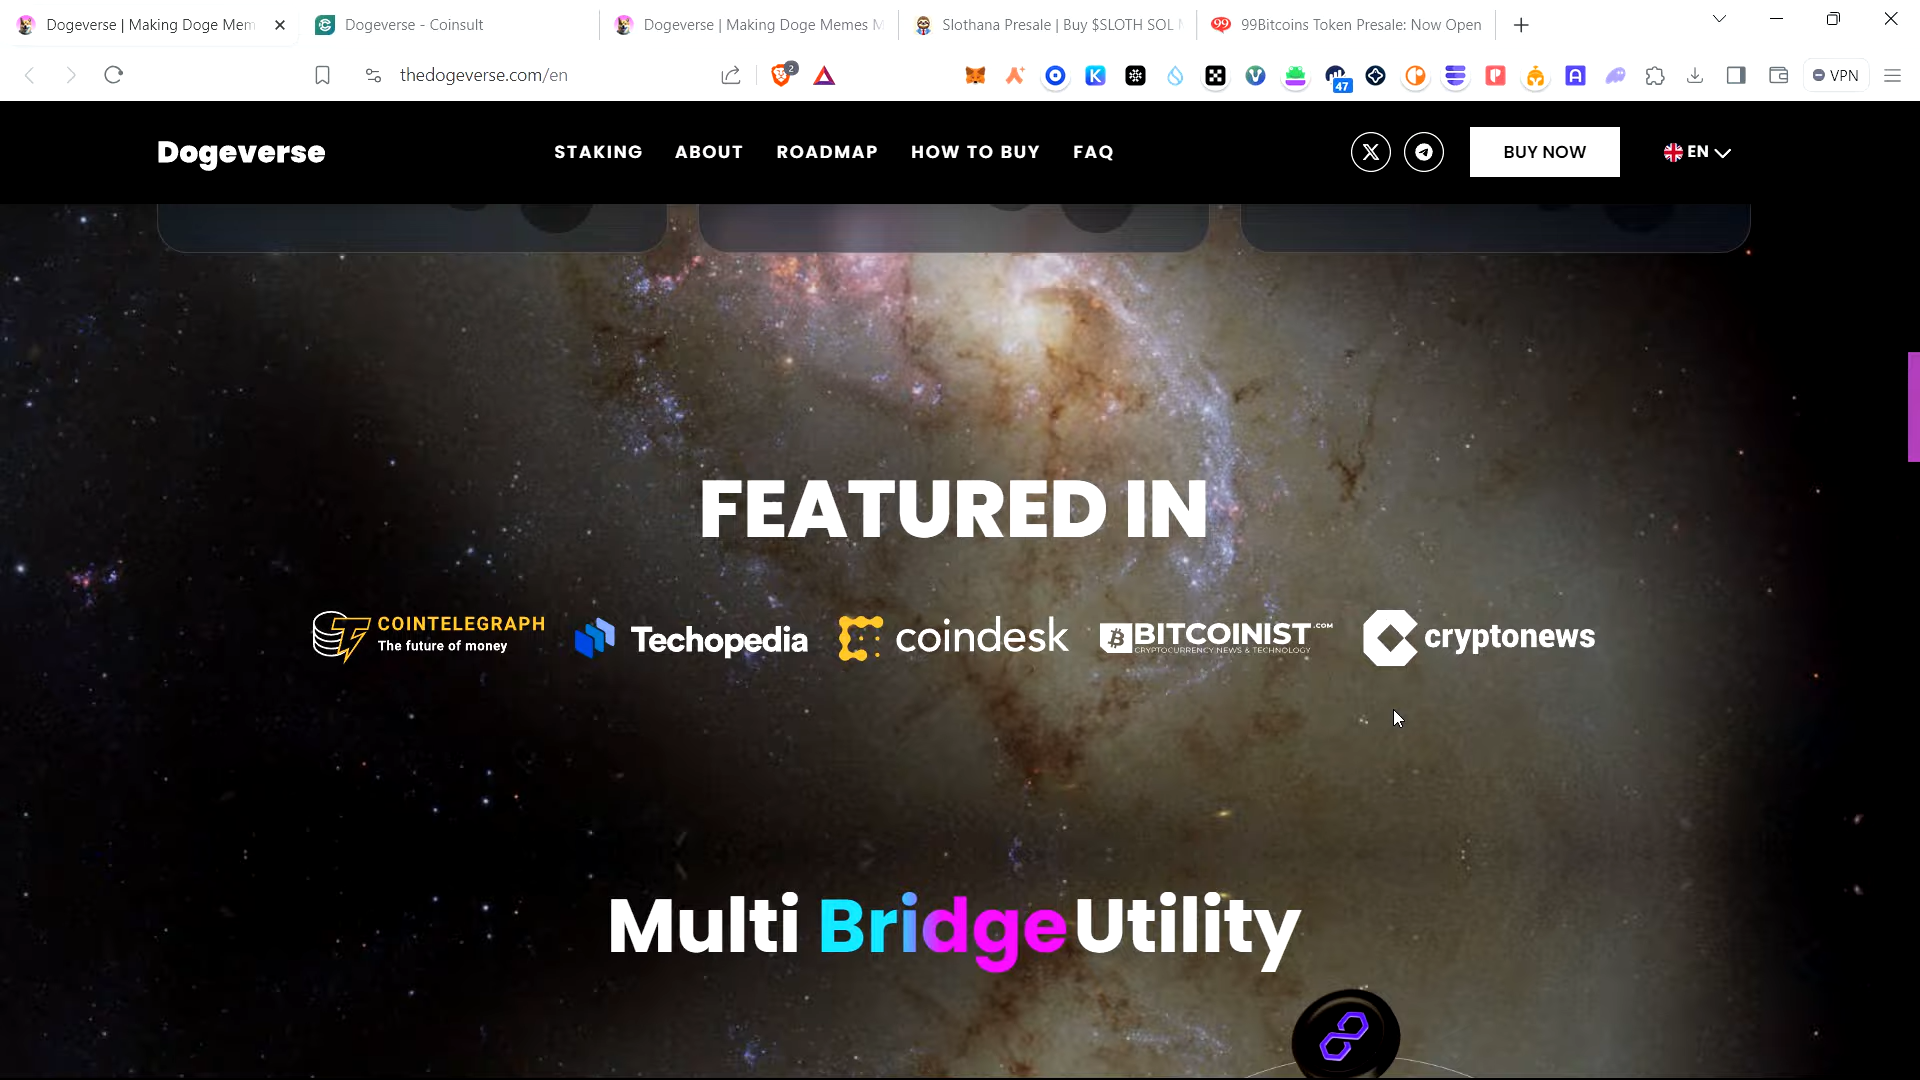 Dogeverse | Making Doge Mem
Dogeverse - Coinsult
Dogeverse | Making Doge Memes M
Slothana Presale | Buy $SLOTH SOL
99Bitcoins Token Presale: Now Open
thedogeverse.com/en
2
47
VPN
Dogeverse
STAKING
ABOUT
ROADMAP
HOW TO BUY
FAQ
BUY NOW
EN
FEATURED IN
COINTELEGRAPH
The future of money
Techopedia
coindesk
BITCOINIST.COM
CRYPTOCURRENCY NEWS & TECHNOLOGY
cryptonews
Multi Bridge Utility